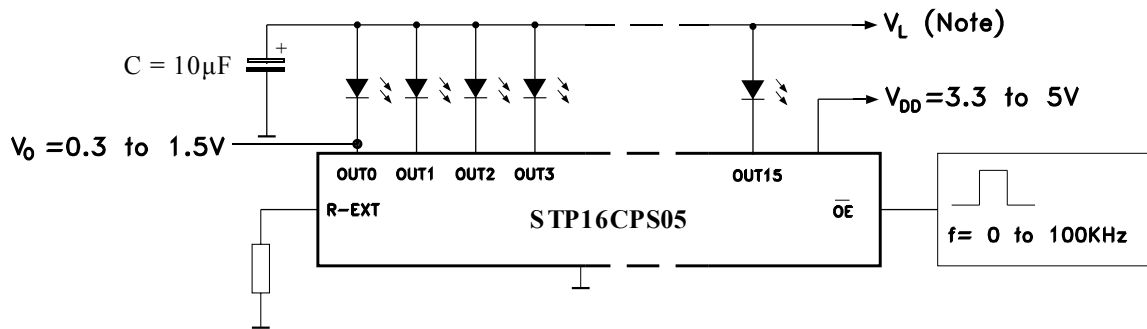 V_L (Note)
+
C = 10µF
V_DD =3.3 to 5V
V_O =0.3 to 1.5V
OUT0 OUT1 OUT2 OUT3 OUT15
R-EXT STP16CPS05 O̅E̅
f= 0 to 100KHz